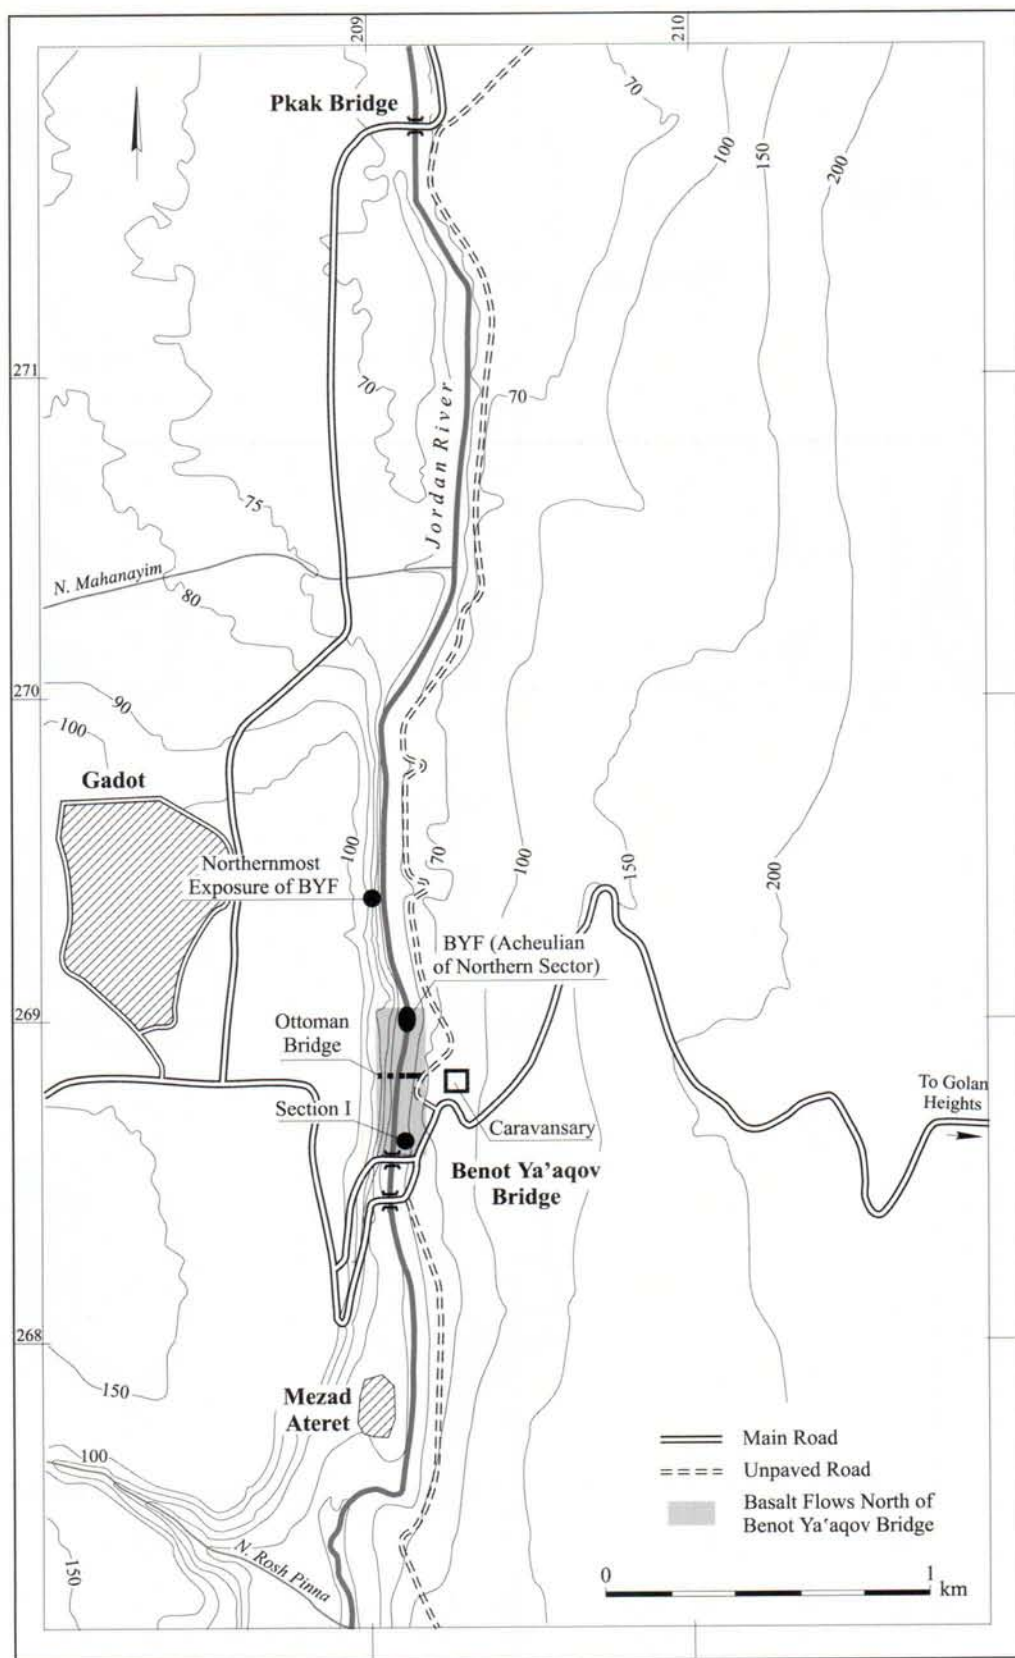 209
210
Pkak Bridge
70
100
150
200
271
70
70
Jordan River
75
N. Mahanayim
80
270
90
100
Gadot
100
70
100
150
200
Northernmost
Exposure of BYF
BYF (Acheulian
of Northern Sector)
269
Ottoman
Bridge
To Golan
Heights
Section I
Caravansary
Benot Ya’aqov
Bridge
268
150
Mezad
Ateret
100
Main Road
Unpaved Road
Basalt Flows North of
Benot Ya‛aqov Bridge
N. Rosh Pinna
150
0
1
km